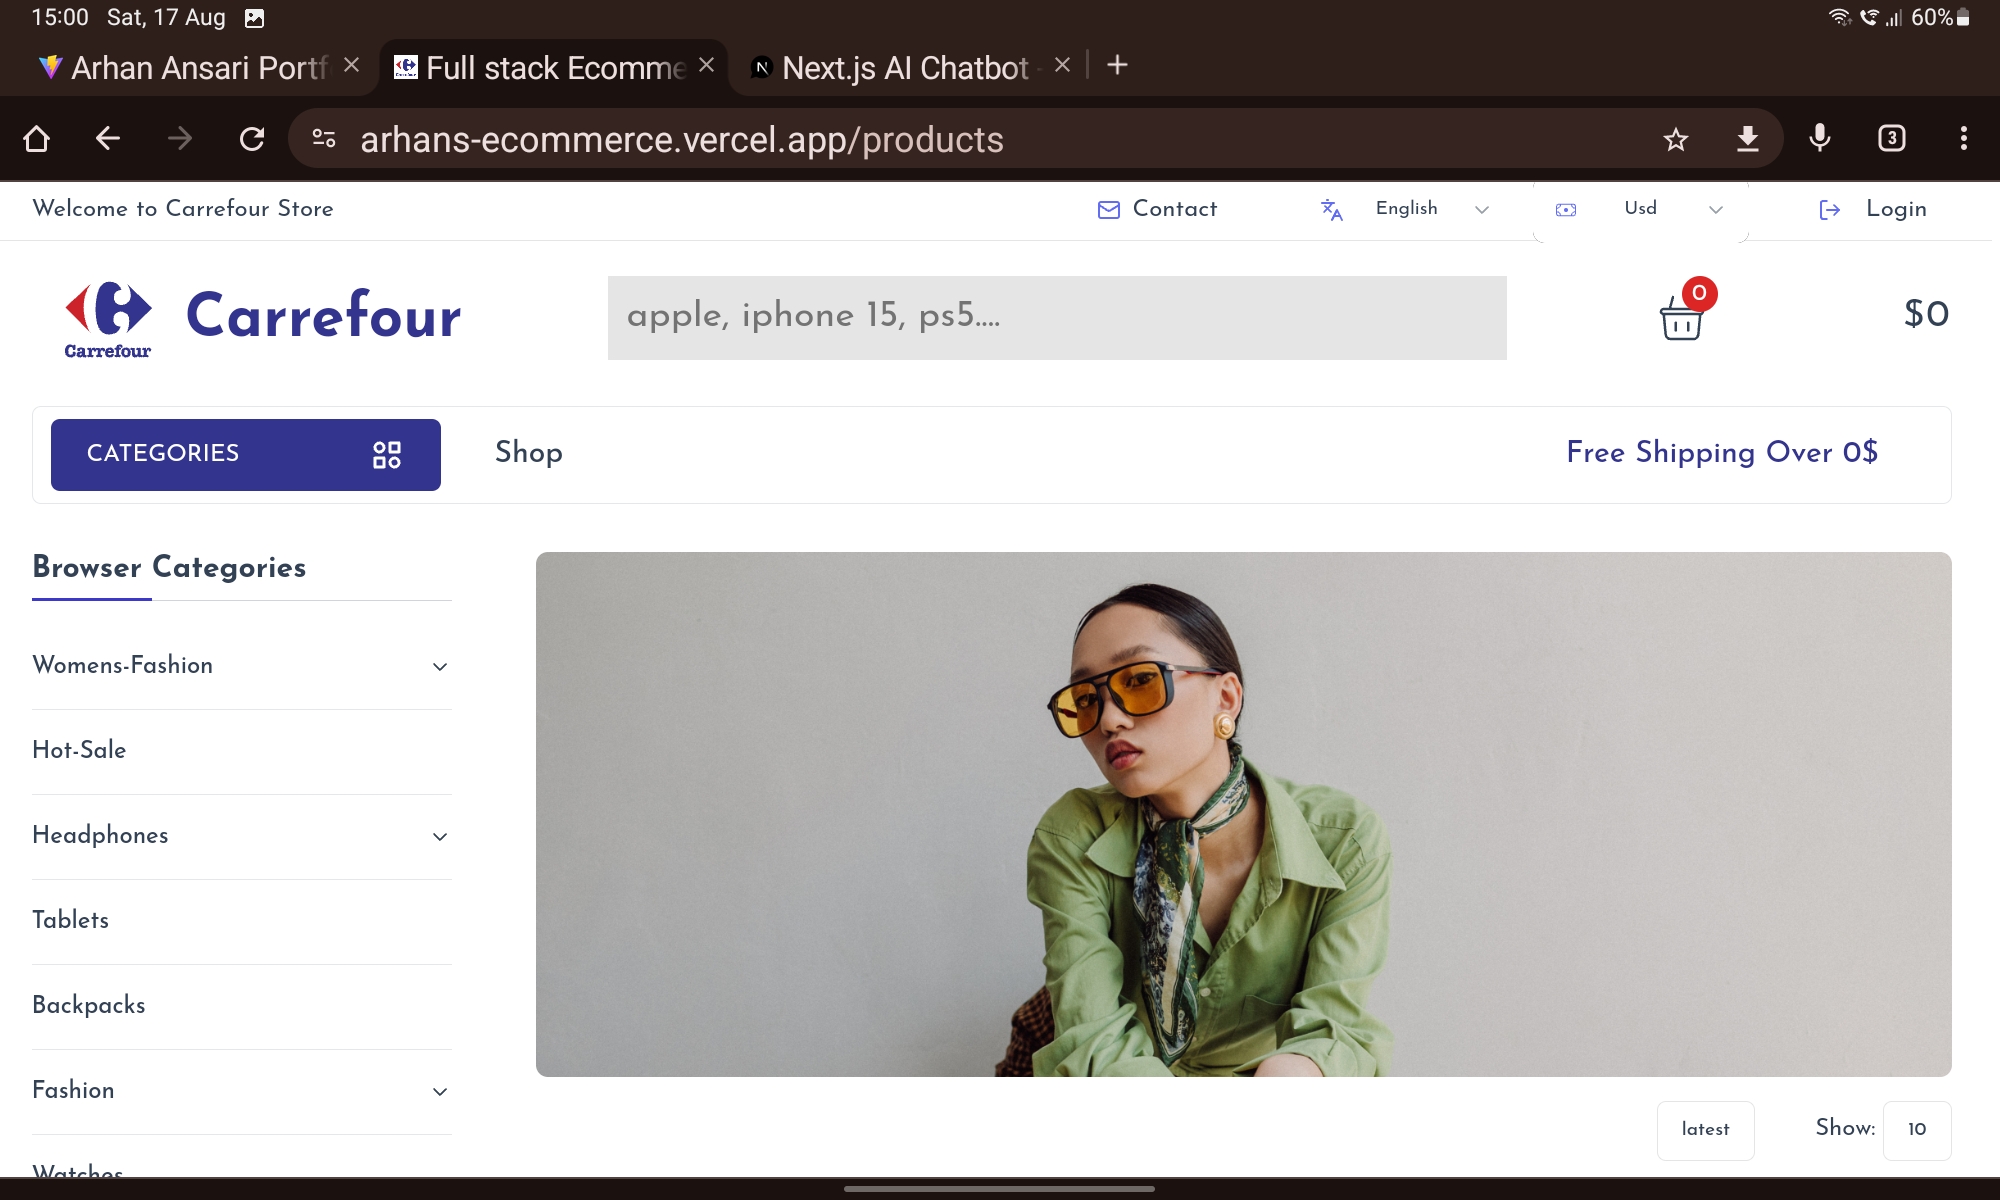 15:00 Sat, 17 Aug 60%
Arhan Ansari Portf Full stack Ecomme Next.js AI Chatbot -
arhans-ecommerce.vercel.app/products 3
Welcome to Carrefour Store Contact English Usd Login
Carrefour
Carrefour
apple, iphone 15, ps5....
0
$0
CATEGORIES Shop Free Shipping Over 0$
Browser Categories
Womens-Fashion
Hot-Sale
Headphones
Tablets
Backpacks
Fashion
latest Show: 10
Watches